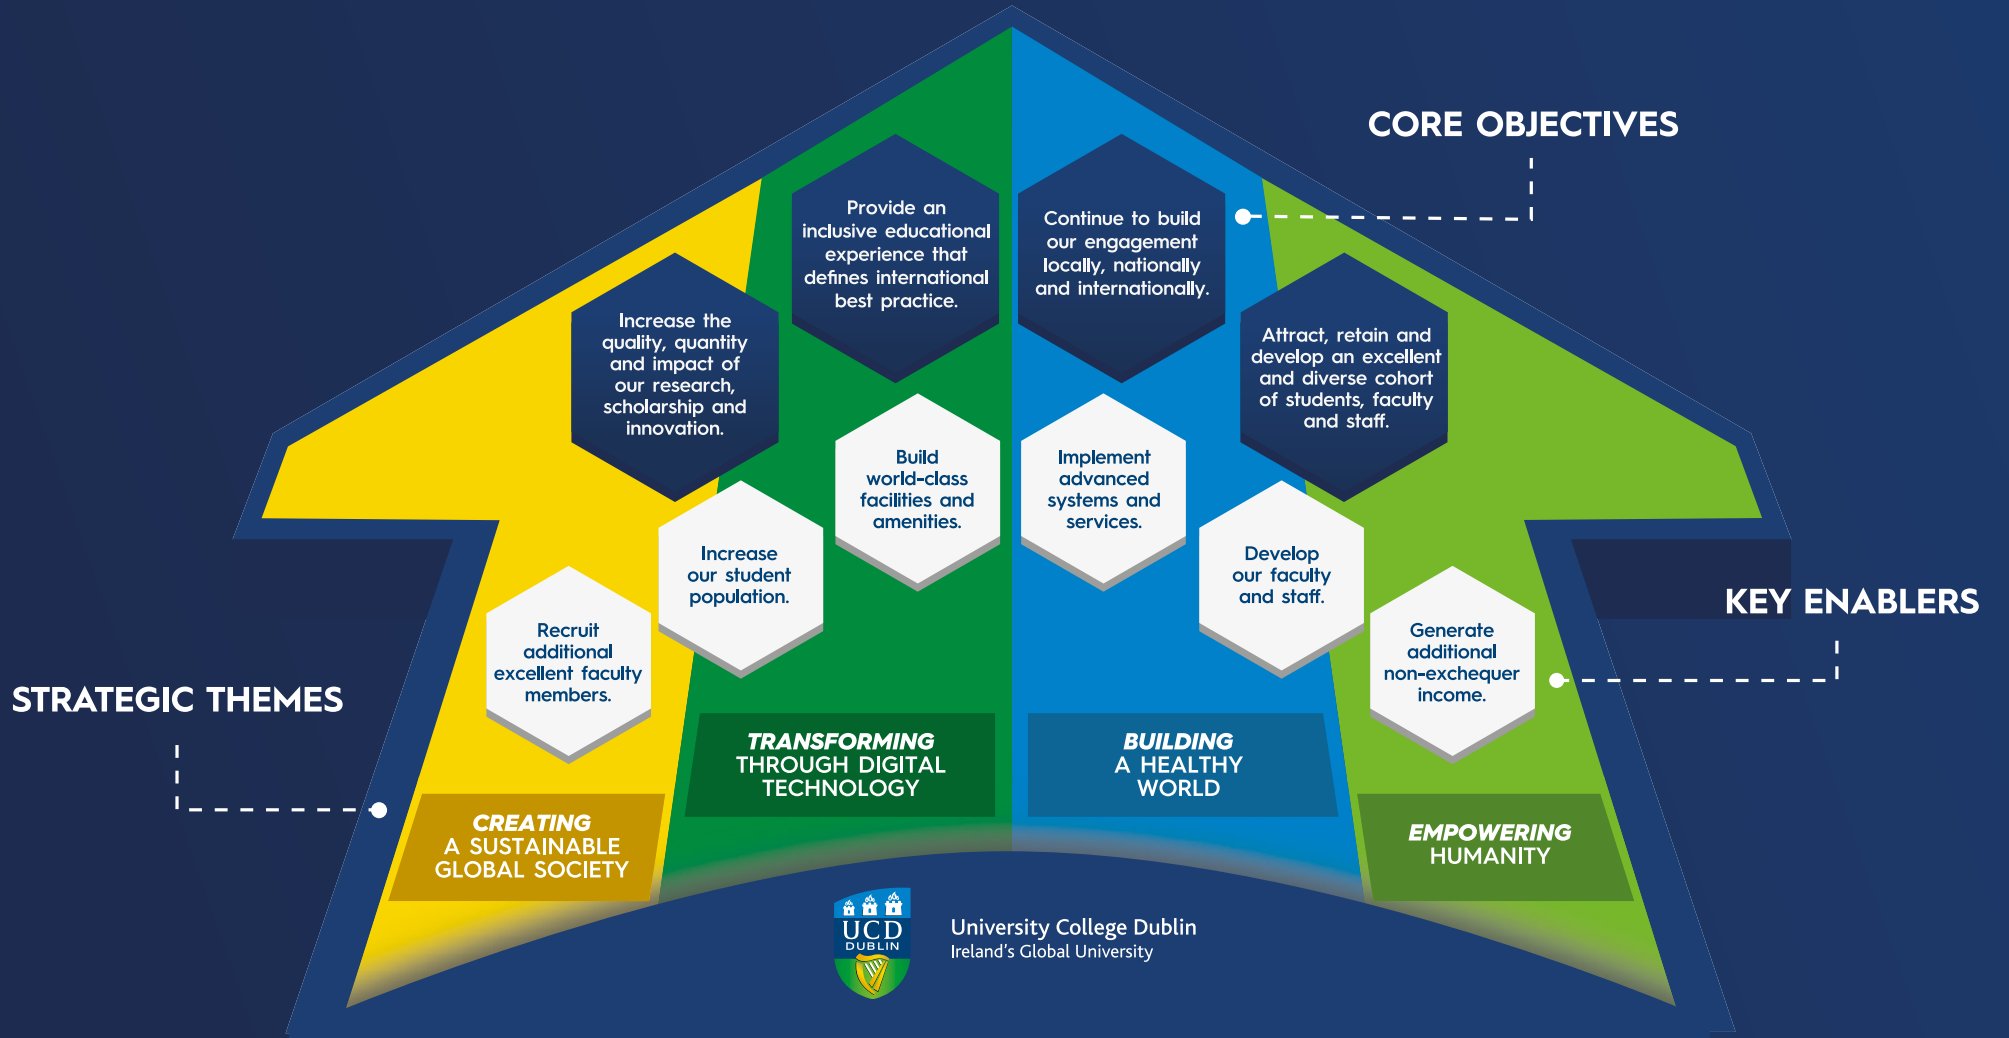 CORE OBJECTIVES
Provide an
inclusive educational
experience that
defines international
best practice.
Continue to build
our engagement
locally, nationally
and internationally.
Increase the
quality, quantity
and impact of
our research,
scholarship and
innovation.
Attract, retain and
develop an excellent
and diverse cohort
of students, faculty
and staff.
Build
world-class
facilities and
amenities.
Implement
advanced
systems and
services.
Increase
our student
population.
Develop
our faculty
and staff.
KEY ENABLERS
Recruit
additional
excellent faculty
members.
Generate
additional
non-exchequer
income.
STRATEGIC THEMES
TRANSFORMING
THROUGH DIGITAL
TECHNOLOGY
BUILDING
A HEALTHY
WORLD
CREATING
A SUSTAINABLE
GLOBAL SOCIETY
EMPOWERING
HUMANITY
UCD
DUBLIN
University College Dublin
Ireland's Global University